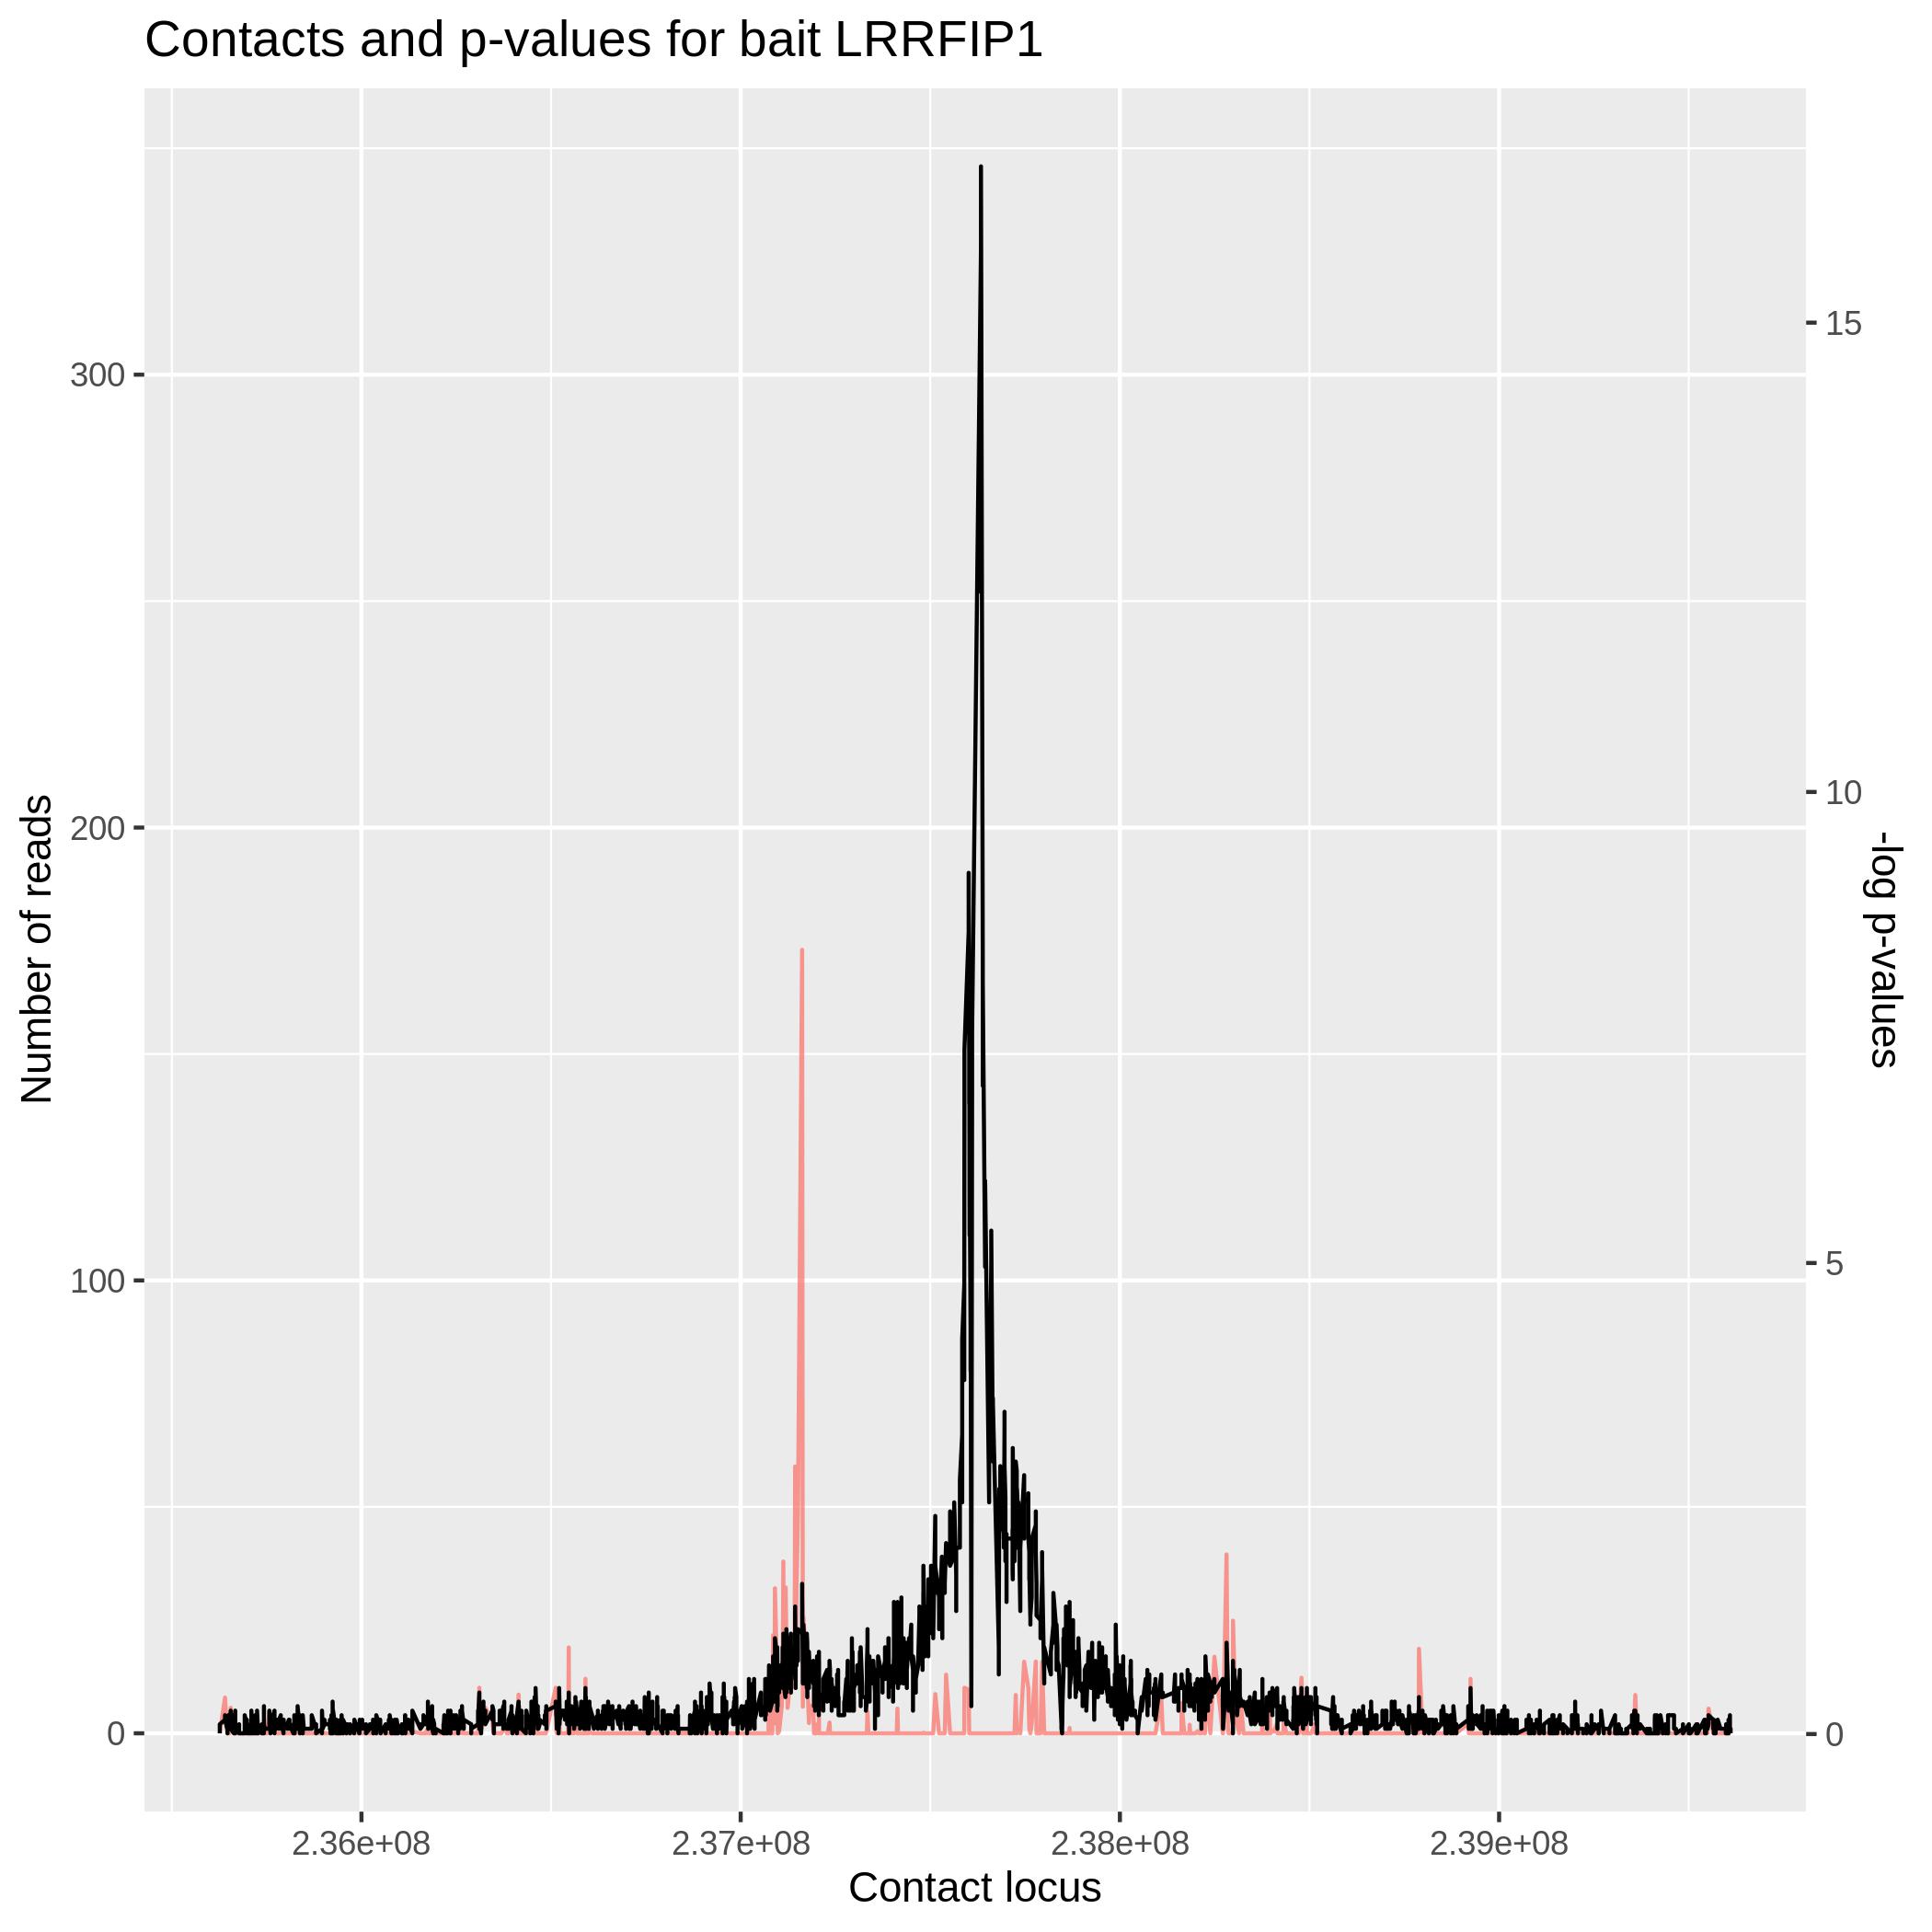 Contacts and p-values for bait LRRFIP1
Number of reads
300
200
100
0
15
10
5
0
-log p-values
2.36e+08
2.37e+08
2.38e+08
2.39e+08
Contact locus